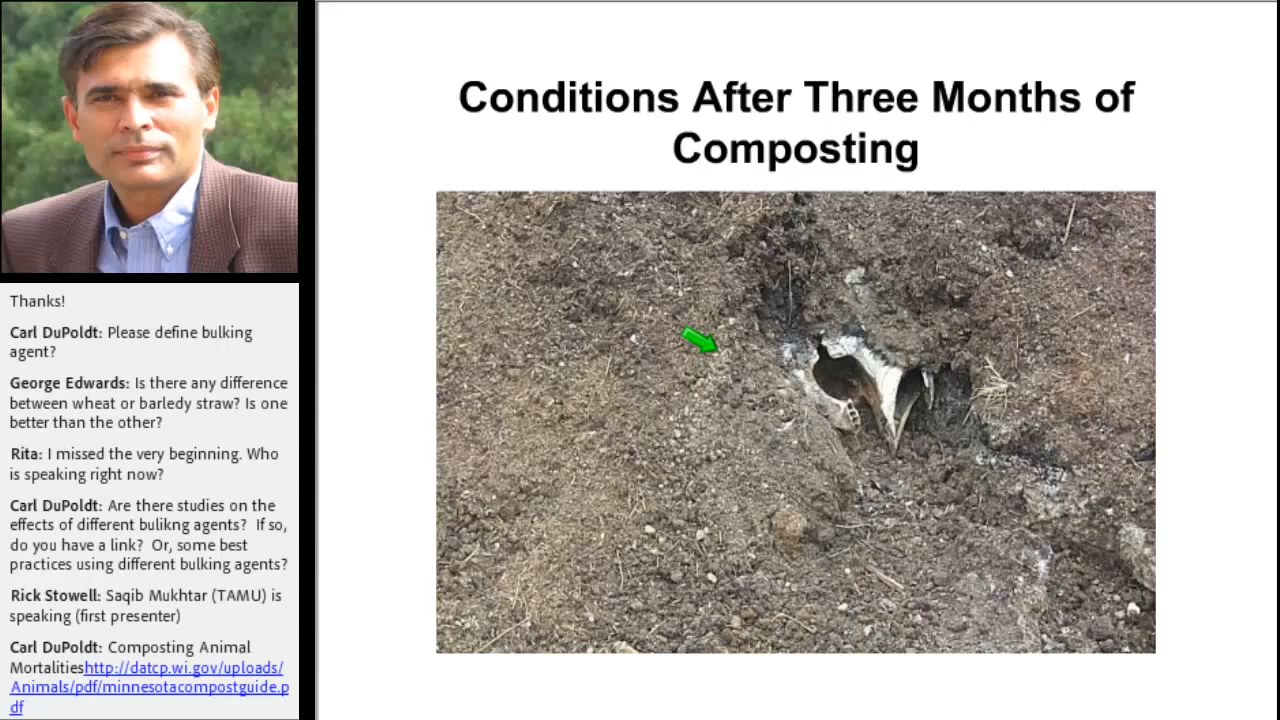 Conditions After Three Months of
Composting
Thanks!
Carl DuPoldt: Please define bulking
agent?
George Edwards: Is there any difference
between wheat or barledy straw? Is one
better than the other?
Rita: I missed the very beginning. Who
is speaking right now?
Carl DuPoldt: Are there studies on the
effects of different bulikng agents? If so,
do you have a link? Or, some best
practices using different bulking agents?
Rick Stowell: Saqib Mukhtar (TAMU) is
speaking (first presenter)
Carl DuPoldt: Composting Animal
Mortalitieshttp://datcp.wi.gov/uploads/
Animals/pdf/minnesotacompostguide.p
df